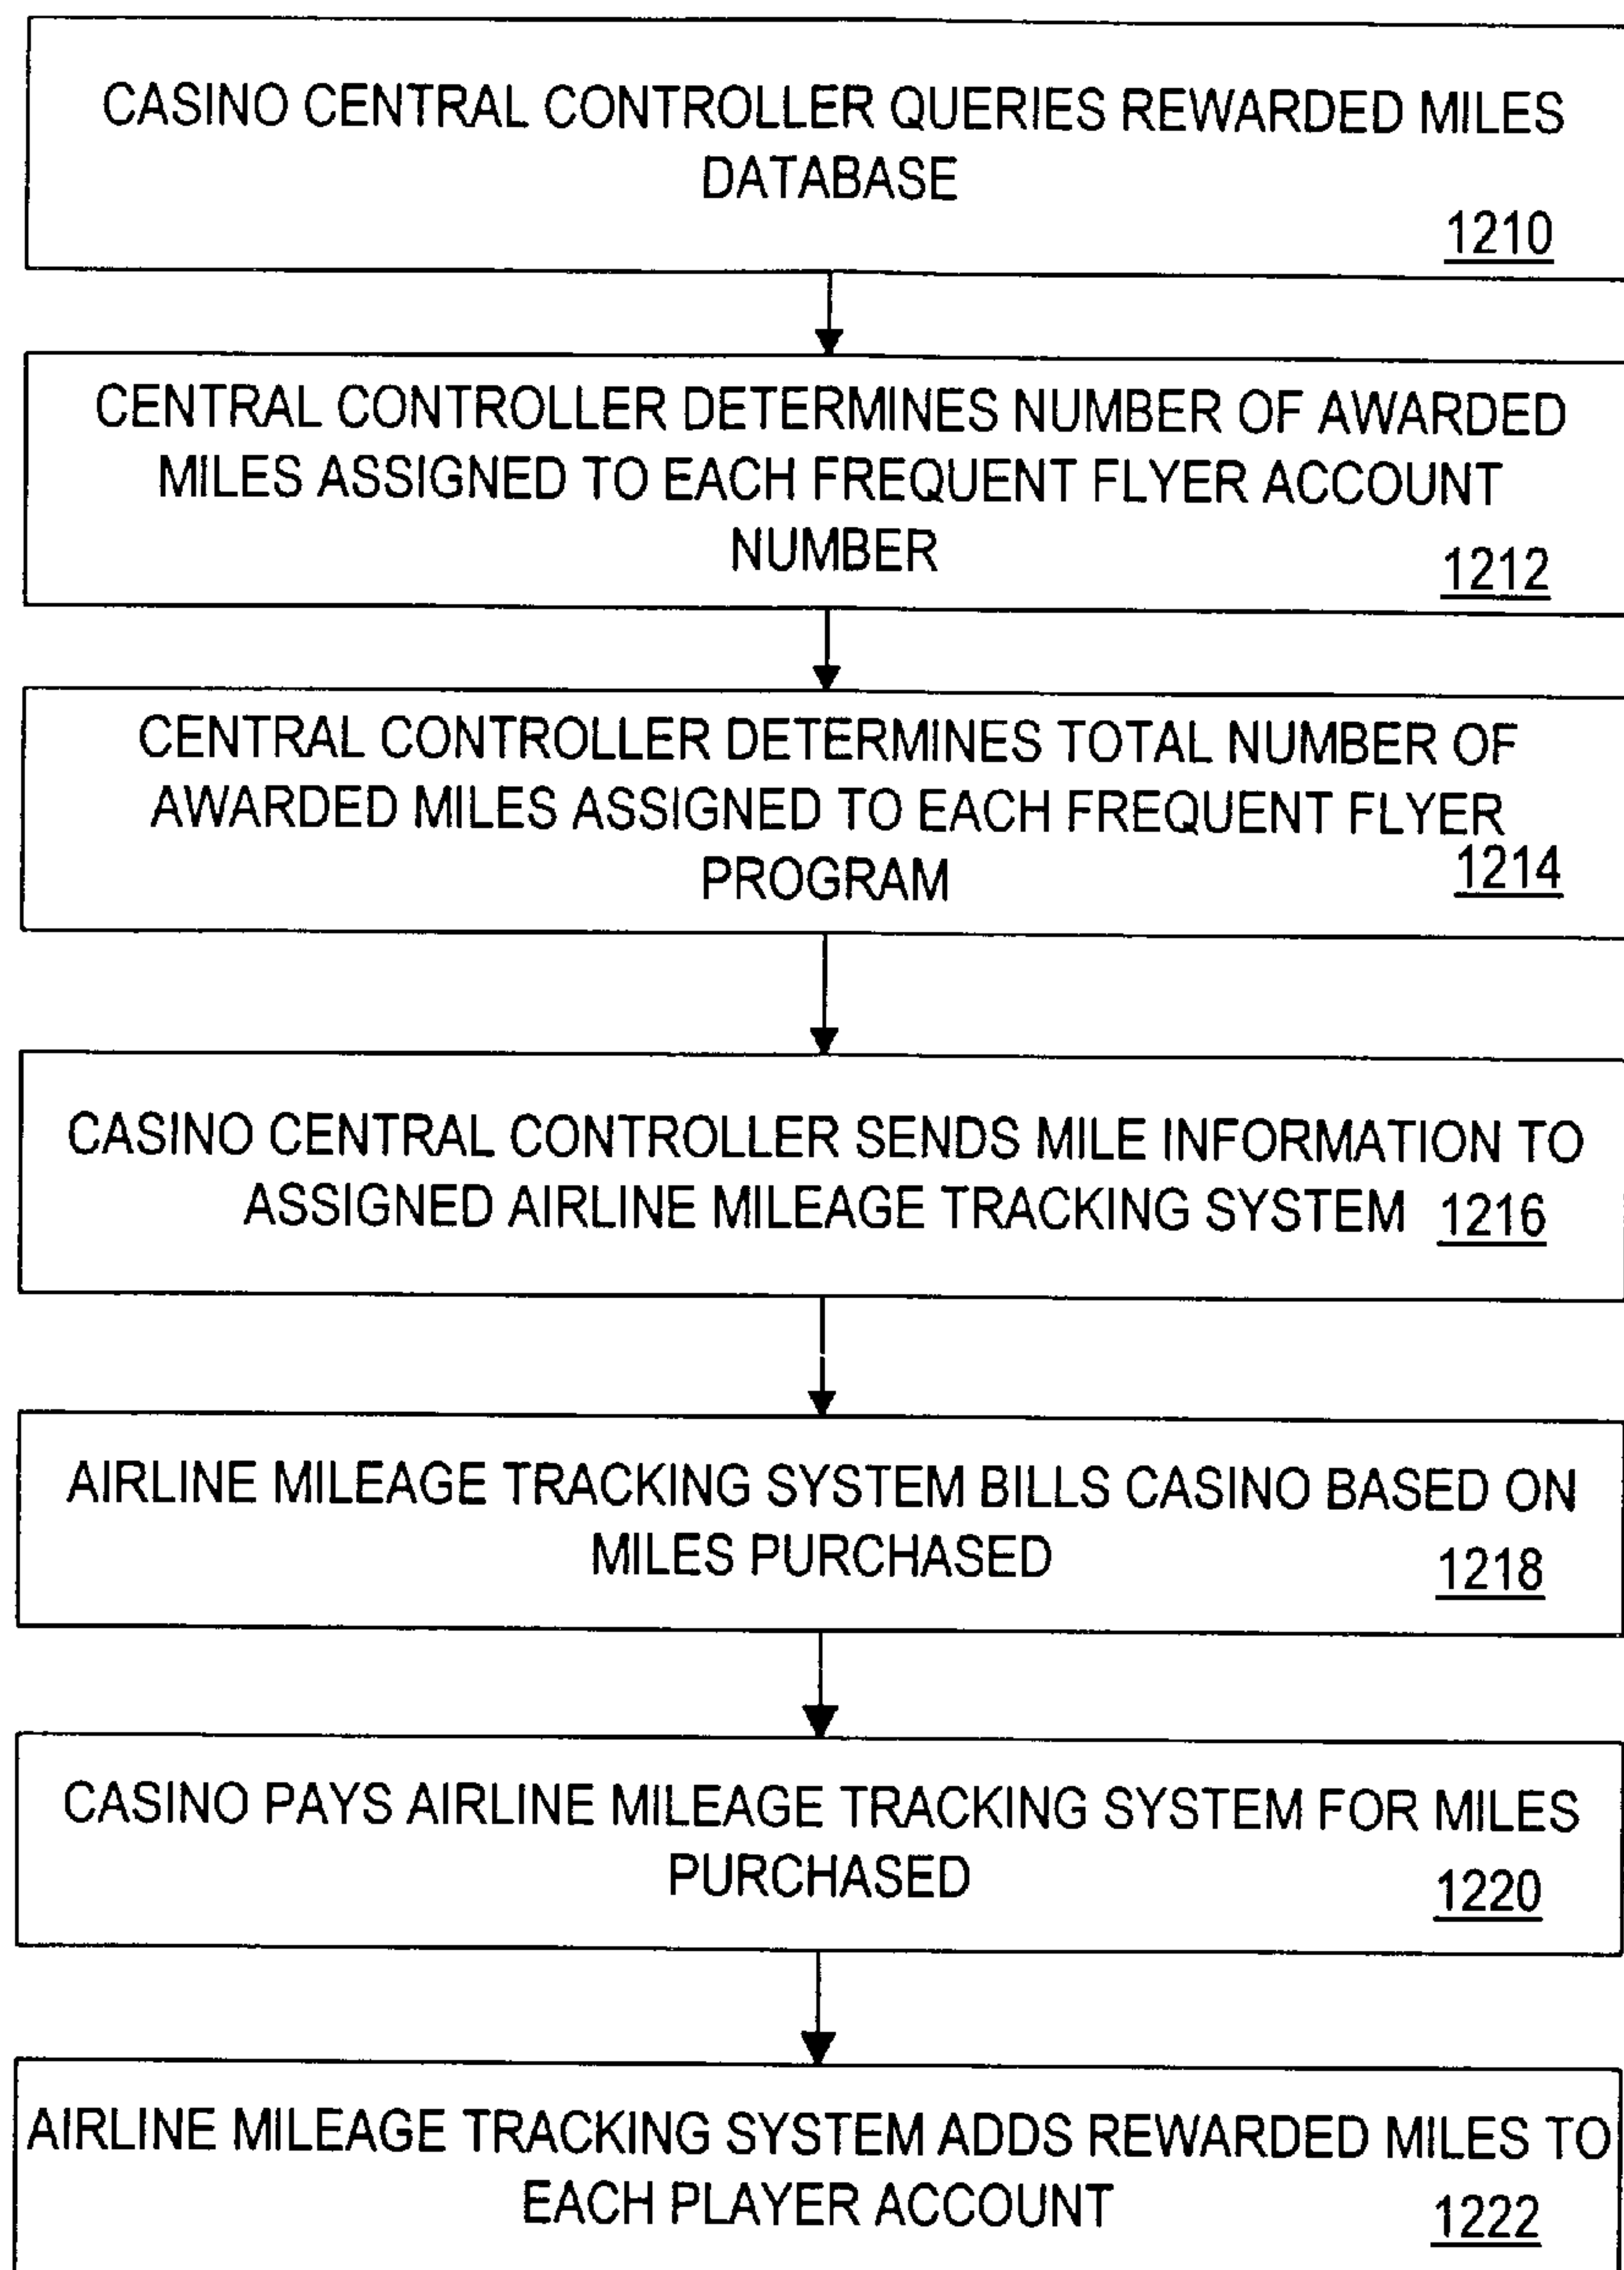 CASINO CENTRAL CONTROLLER QUERIES REWARDED MILES
DATABASE
1210
CENTRAL CONTROLLER DETERMINES NUMBER OF AWARDED
MILES ASSIGNED TO EACH FREQUENT FLYER ACCOUNT
NUMBER
1212
CENTRAL CONTROLLER DETERMINES TOTAL NUMBER OF
AWARDED MILES ASSIGNED TO EACH FREQUENT FLYER
PROGRAM
1214
CASINO CENTRAL CONTROLLER SENDS MILE INFORMATION TO
ASSIGNED AIRLINE MILEAGE TRACKING SYSTEM 1216
AIRLINE MILEAGE TRACKING SYSTEM BILLS CASINO BASED ON
MILES PURCHASED
1218
CASINO PAYS AIRLINE MILEAGE TRACKING SYSTEM FOR MILES
PURCHASED
1220
AIRLINE MILEAGE TRACKING SYSTEM ADDS REWARDED MILES TO
EACH PLAYER ACCOUNT
1222